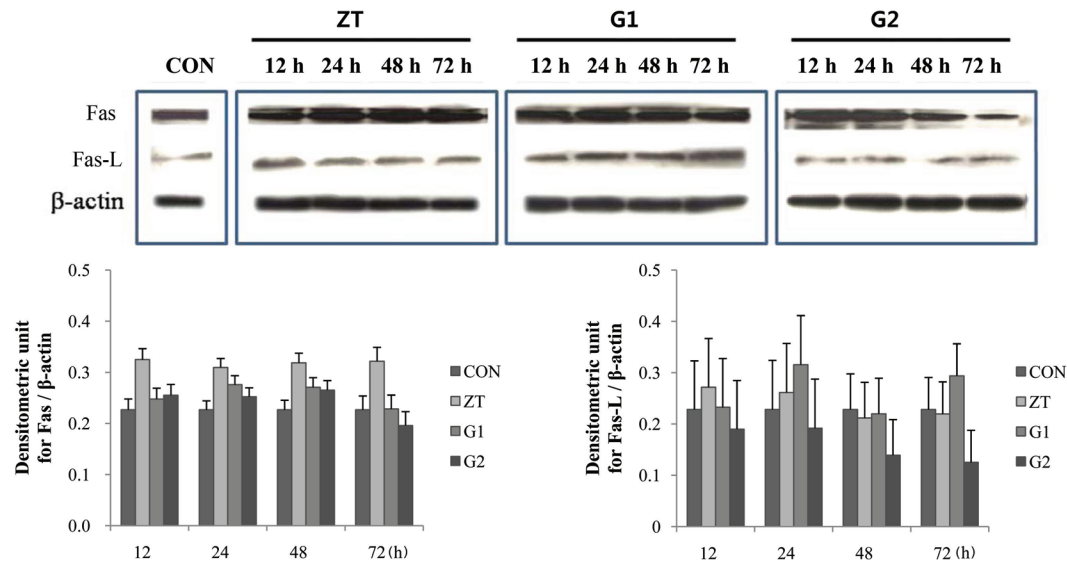 ZT G1 G2
CON 12 h 24 h 48 h 72 h 12 h 24 h 48 h 72 h 12 h 24 h 48 h 72 h
Fas
Fas-L
β-actin
Densitometric unit
for Fas / β-actin
0.5
0.4
0.3
0.2
0.1
0.0
12 24 48 72 (h)
CON
ZT
G1
G2
Densitometric unit
for Fas-L / β-actin
0.5
0.4
0.3
0.2
0.1
0
12 24 48 72 (h)
CON
ZT
G1
G2